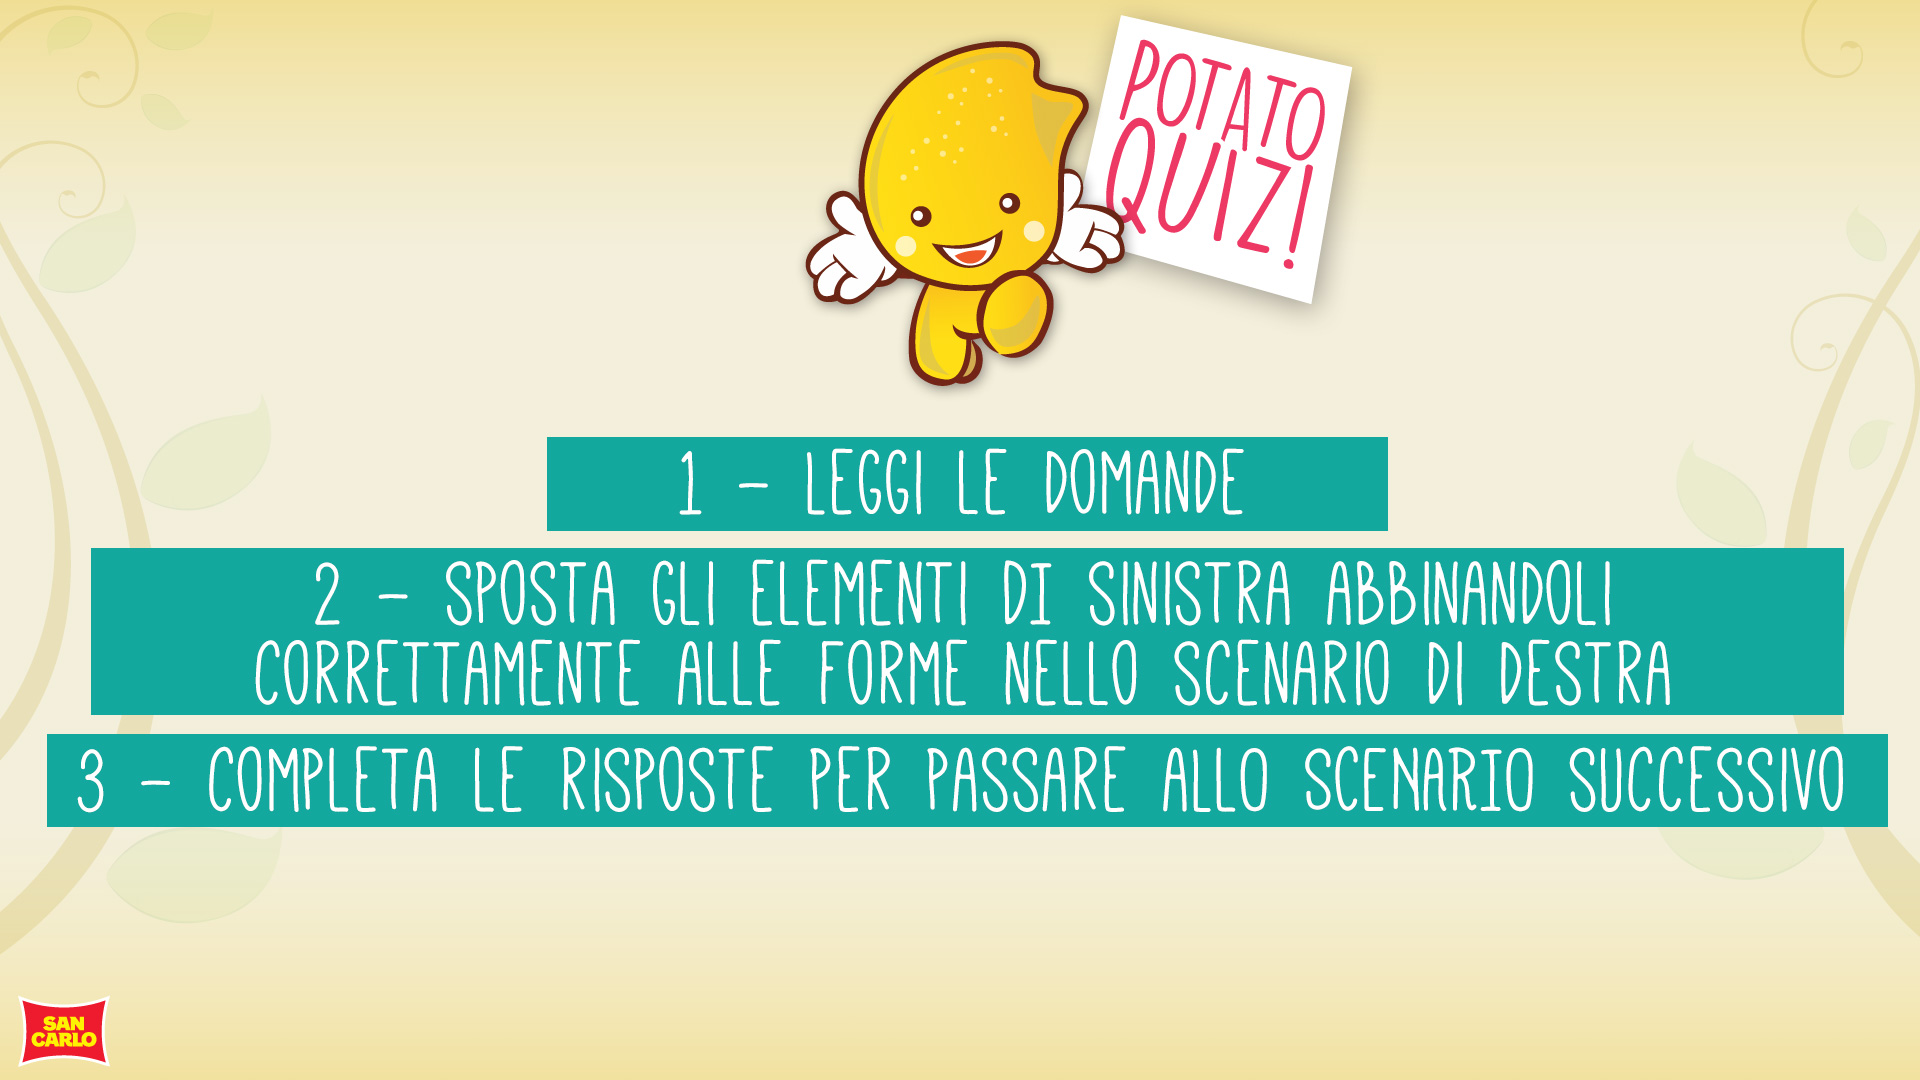 POTATO
QUIZ!
1 - LEGGI LE DOMANDE
2 - SPOSTA GLI ELEMENTI DI SINISTRA ABBINANDOLI
CORRETTAMENTE ALLE FORME NELLO SCENARIO DI DESTRA
3 - COMPLETA LE RISPOSTE PER PASSARE ALLO SCENARIO SUCCESSIVO
SAN
CARLO